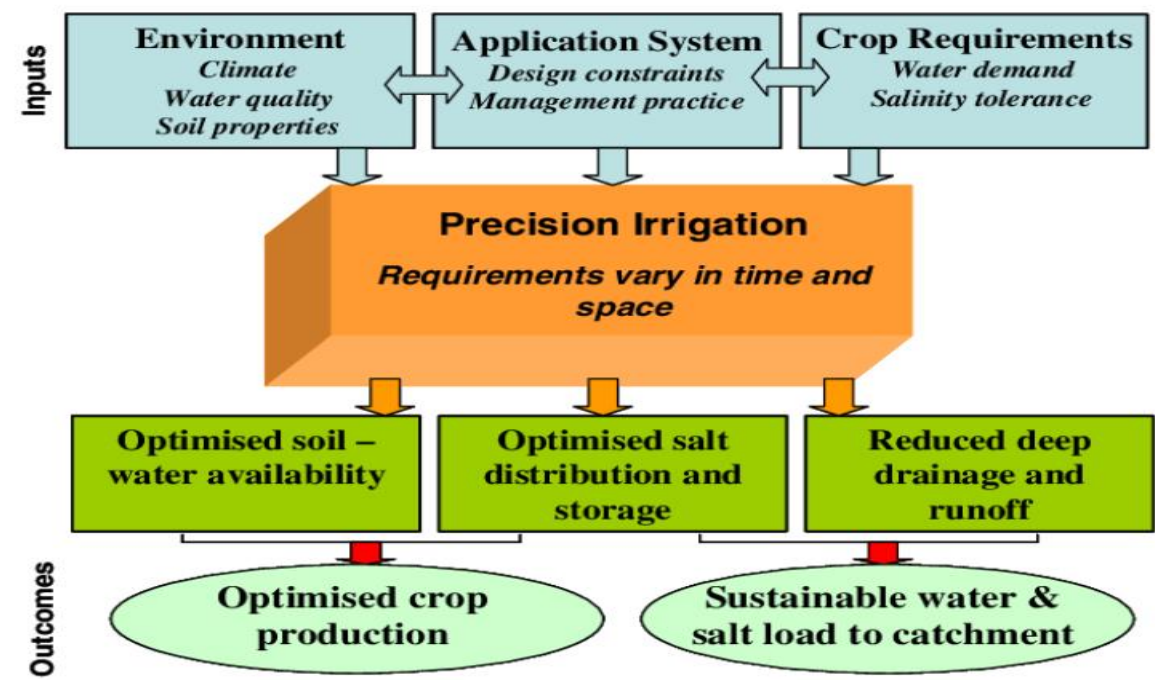 Inputs
Environment
Climate
Water quality
Soil properties
Application System
Design constraints
Management practice
Crop Requirements
Water demand
Salinity tolerance
Precision Irrigation
Requirements vary in time and
space
Optimised soil –
water availability
Optimised salt
distribution and
storage
Reduced deep
drainage and
runoff
Outcomes
Optimised crop
production
Sustainable water &
salt load to catchment